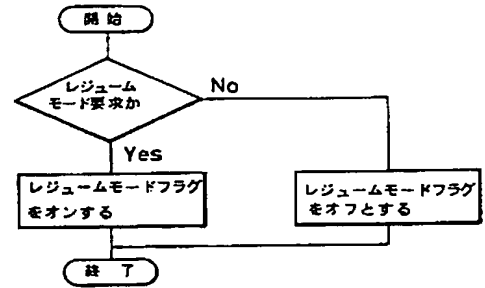 開始
レジューム
モード要求か
No
Yes
レジュームモードフラグ
をオンする
レジュームモードフラグ
をオフとする
終了